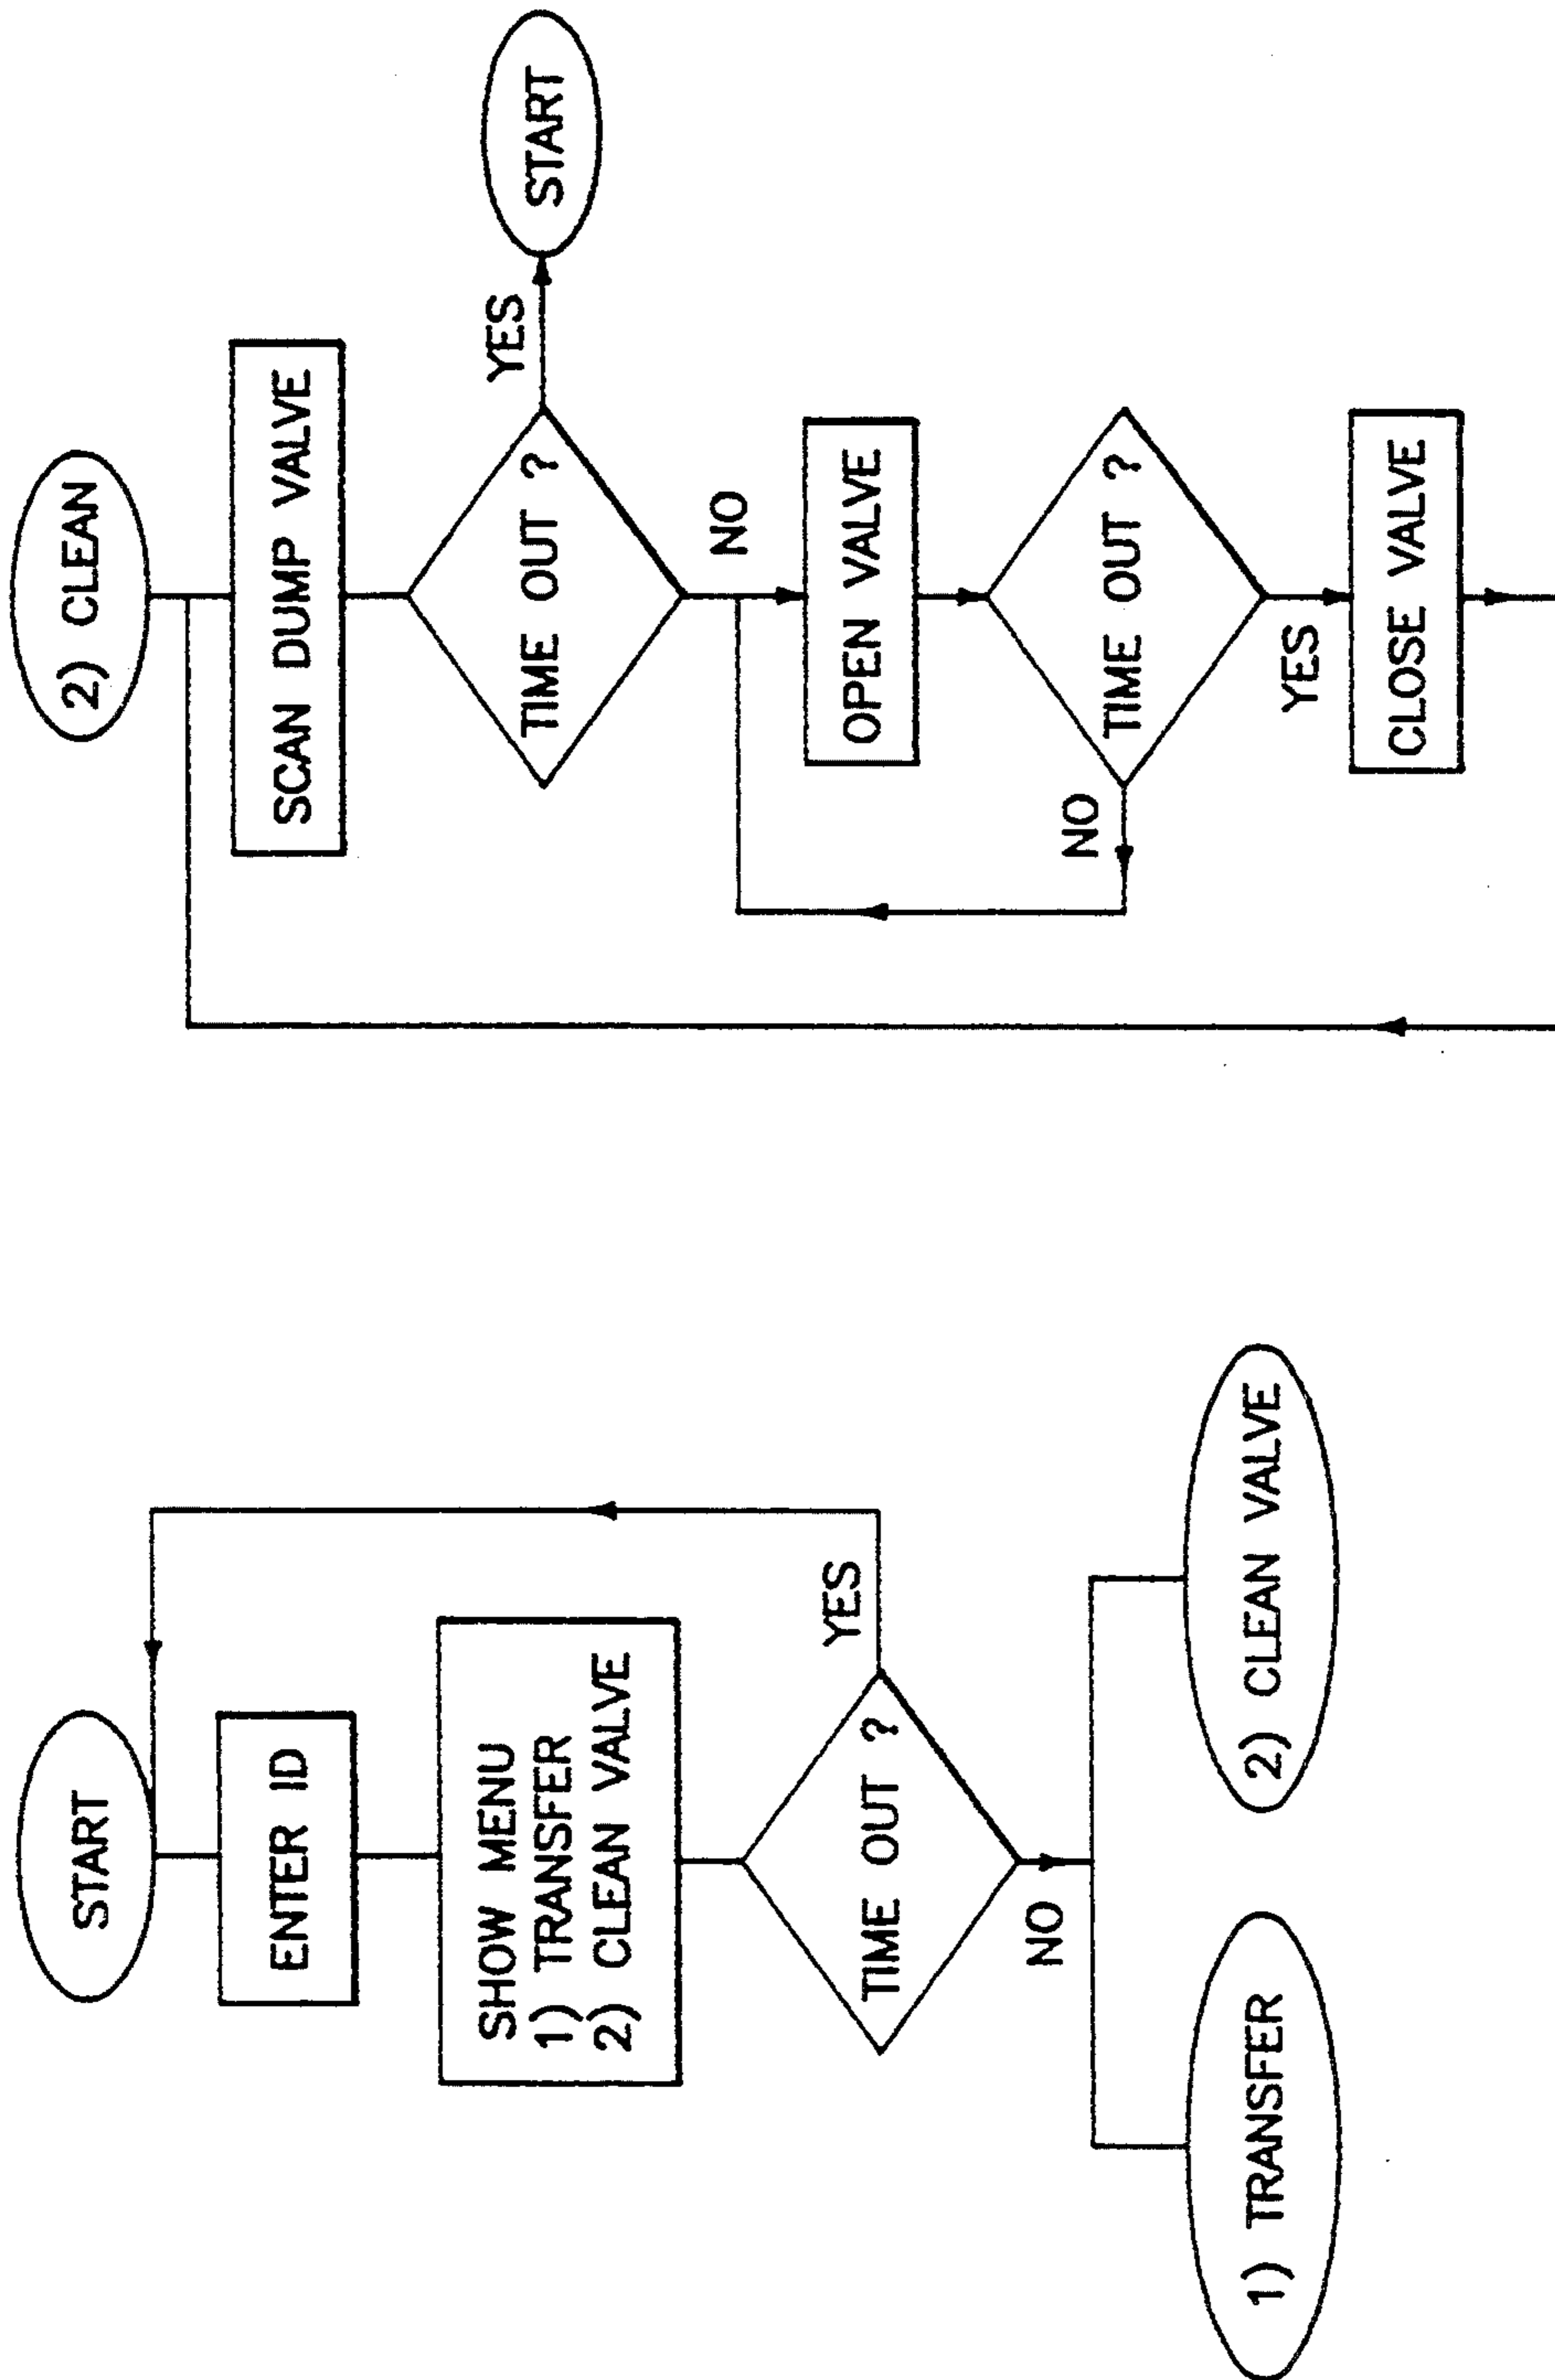 START
ENTER ID
SHOW MENU
1) TRANSFER
2) CLEAN VALVE
TIME OUT ?
YES
NO
1) TRANSFER
2) CLEAN VALVE
2) CLEAN
SCAN DUMP VALVE
TIME OUT ?
YES
START
NO
OPEN VALVE
TIME OUT ?
NO
YES
CLOSE VALVE